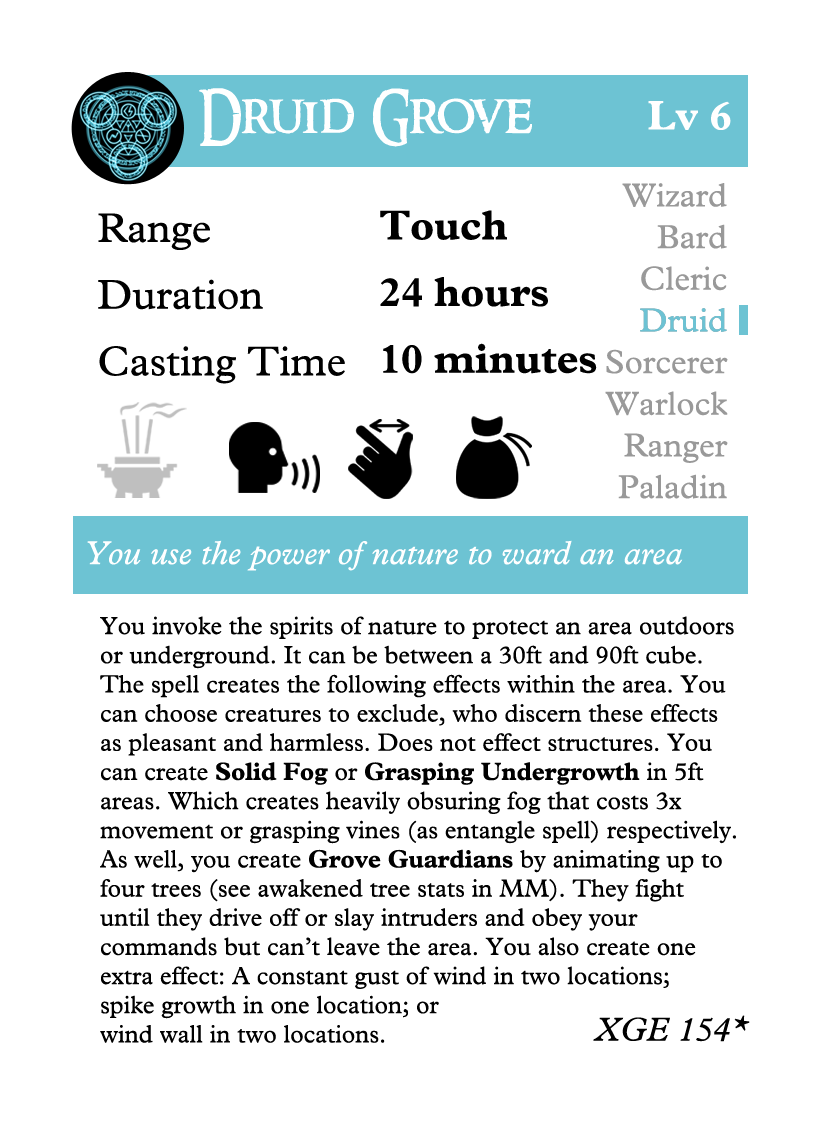 Druid Grove
Lv 6
Range Touch
Duration 24 hours
Casting Time 10 minutes
Wizard
Bard
Cleric
Druid
Sorcerer
Warlock
Ranger
Paladin
You use the power of nature to ward an area
You invoke the spirits of nature to protect an area outdoors
or underground. It can be between a 30ft and 90ft cube.
The spell creates the following effects within the area. You
can choose creatures to exclude, who discern these effects
as pleasant and harmless. Does not effect structures. You
can create Solid Fog or Grasping Undergrowth in 5ft
areas. Which creates heavily obsuring fog that costs 3x
movement or grasping vines (as entangle spell) respectively.
As well, you create Grove Guardians by animating up to
four trees (see awakened tree stats in MM). They fight
until they drive off or slay intruders and obey your
commands but can't leave the area. You also create one
extra effect: A constant gust of wind in two locations;
spike growth in one location; or
wind wall in two locations.
XGE 154*